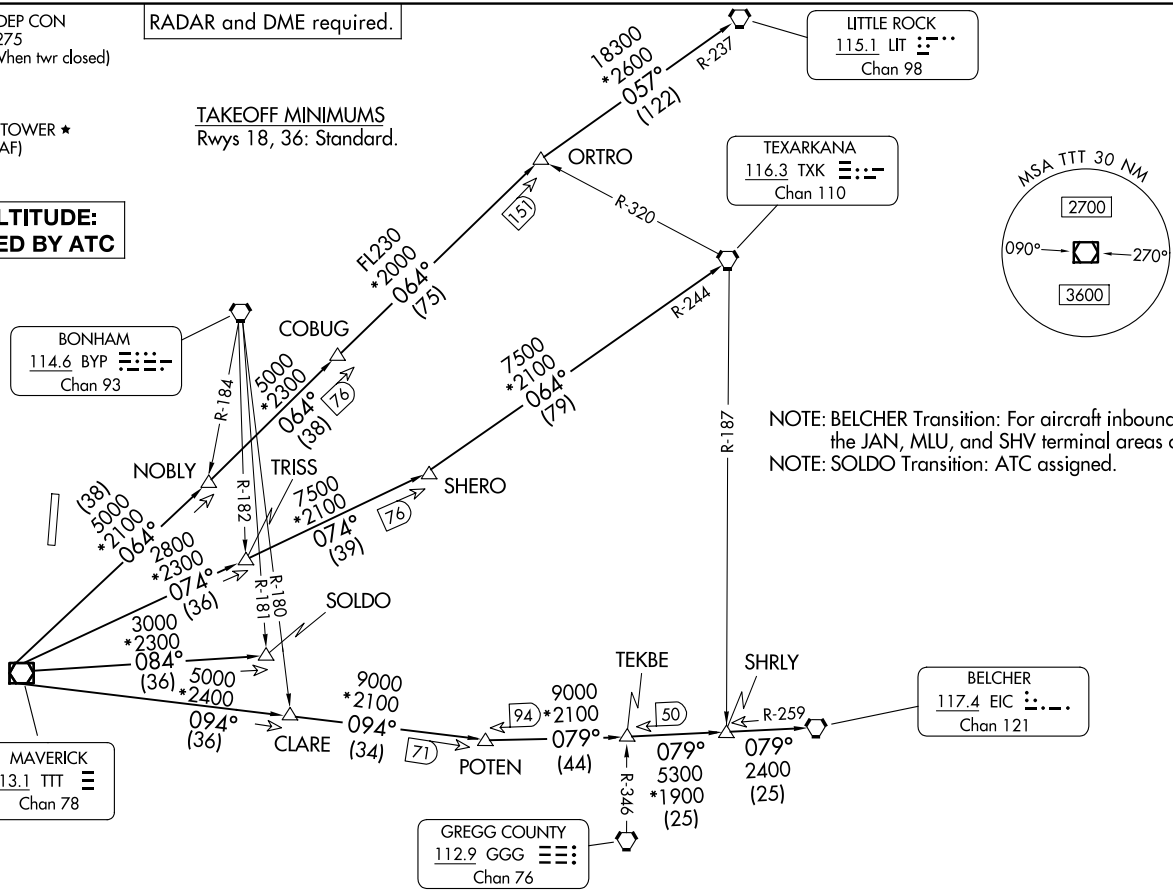 DEP CON
275
When twr closed)
TOWER ★
AF)
LTITUDE:
ED BY ATC
RADAR and DME required.
TAKEOFF MINIMUMS
Rwys 18, 36: Standard.
LITTLE ROCK
115.1 LIT
Chan 98
R-237
18300
*2600
057°
(122)
ORTRO
151
TEXARKANA
116.3 TXK
Chan 110
R-320
R-244
R-187
MSA TTT 30 NM
2700
090°
270°
3600
FL230
*2000
064°
(75)
COBUG
76
BONHAM
114.6 BYP
Chan 93
R-184
R-182
R-181
R-180
5000
*2300
064°
(38)
NOBLY
TRISS
7500
*2100
064°
(79)
SHERO
76
7500
*2100
074°
(39)
NOTE: BELCHER Transition: For aircraft inbound
the JAN, MLU, and SHV terminal areas o
NOTE: SOLDO Transition: ATC assigned.
(38)
5000
*2100
064°
2800
*2300
074°
(36)
SOLDO
3000
*2300
084°
(36)
5000
*2400
094°
(36)
CLARE
9000
*2100
094°
(34)
71
POTEN
94
9000
*2100
079°
(44)
TEKBE
50
079°
5300
*1900
(25)
SHRLY
R-259
079°
2400
(25)
BELCHER
117.4 EIC
Chan 121
MAVERICK
13.1 TTT
Chan 78
R-346
GREGG COUNTY
112.9 GGG
Chan 76